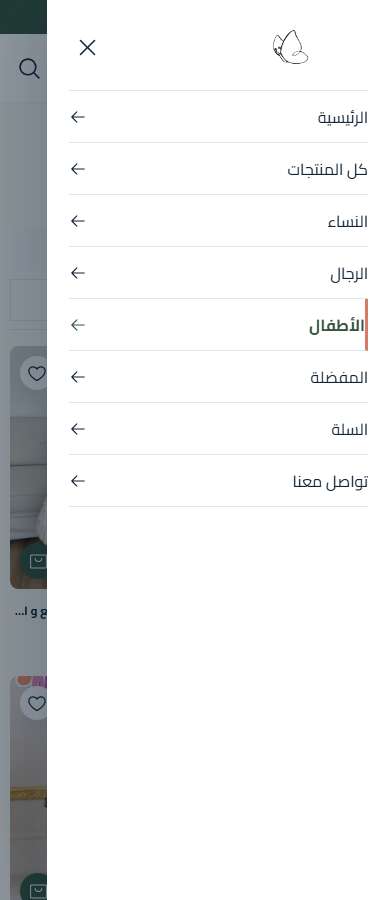 الرئيسية
كل المنتجات
النساء
الرجال
الأطفال
المفضلة
السلة
تواصل معنا